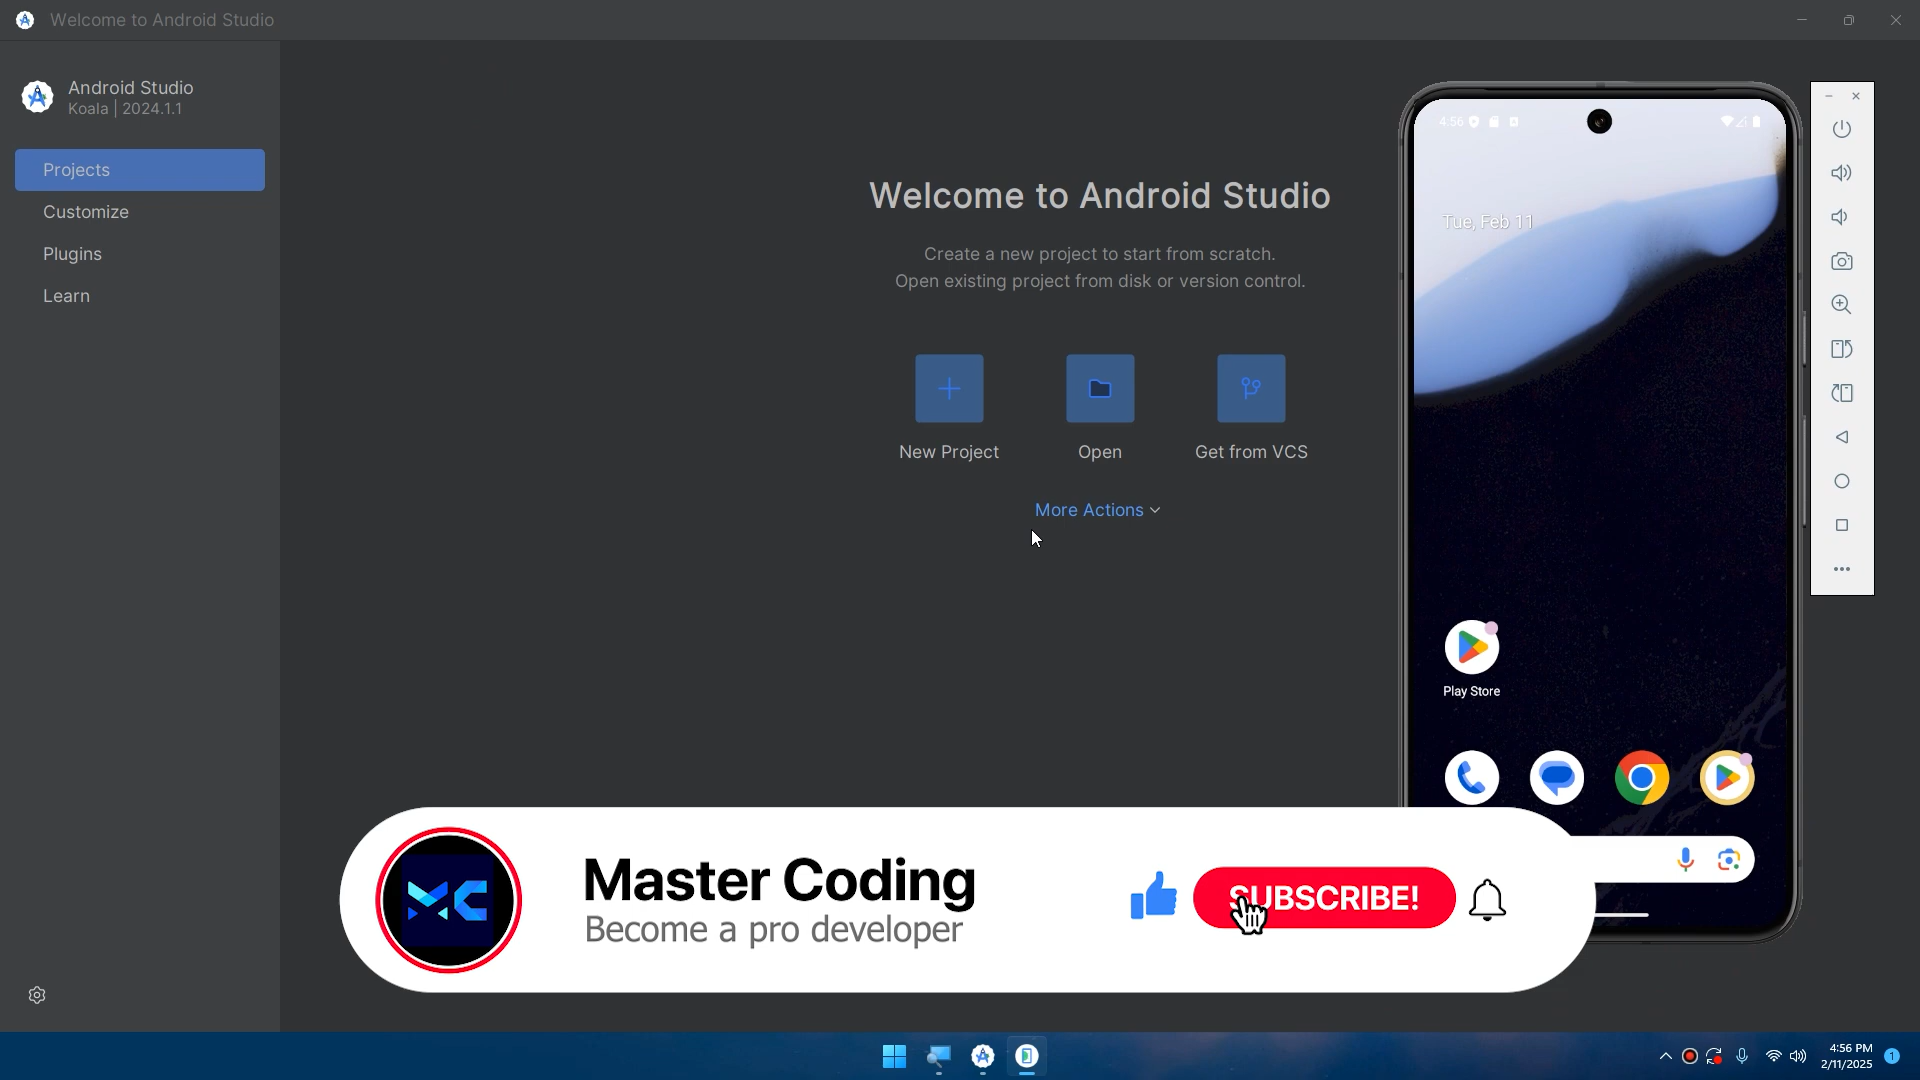 Welcome to Android Studio
Android Studio
Koala | 2024.1.1
Projects
Customize
Plugins
Learn
Welcome to Android Studio
Create a new project to start from scratch.
Open existing project from disk or version control.
New Project
Open
Get from VCS
More Actions
4:56
Tue, Feb 11
Play Store
Master Coding
Become a pro developer
SUBSCRIBE!
4:56 PM
2/11/2025
1